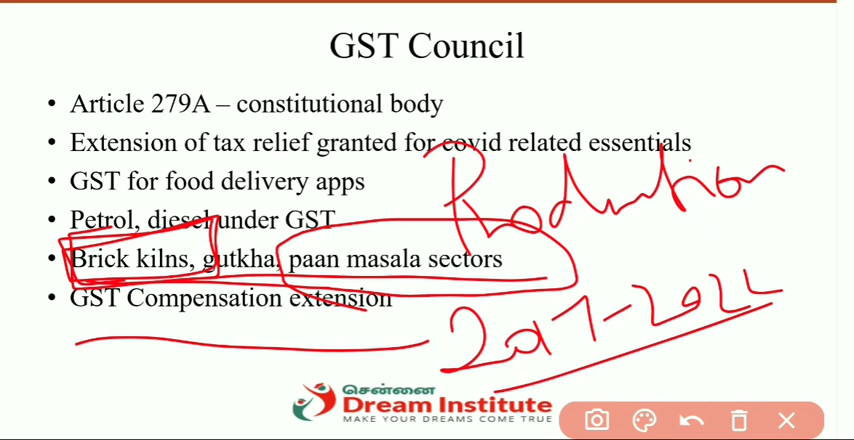 GST Council
• Article 279A – constitutional body
• Extension of tax relief granted for covid related essentials
• GST for food delivery apps
• Petrol, diesel under GST
• Brick kilns, gutkha, paan masala sectors
• GST Compensation extension
Production
2017-2022
சென்னை
Dream Institute
MAKE YOUR DREAMS COME TRUE